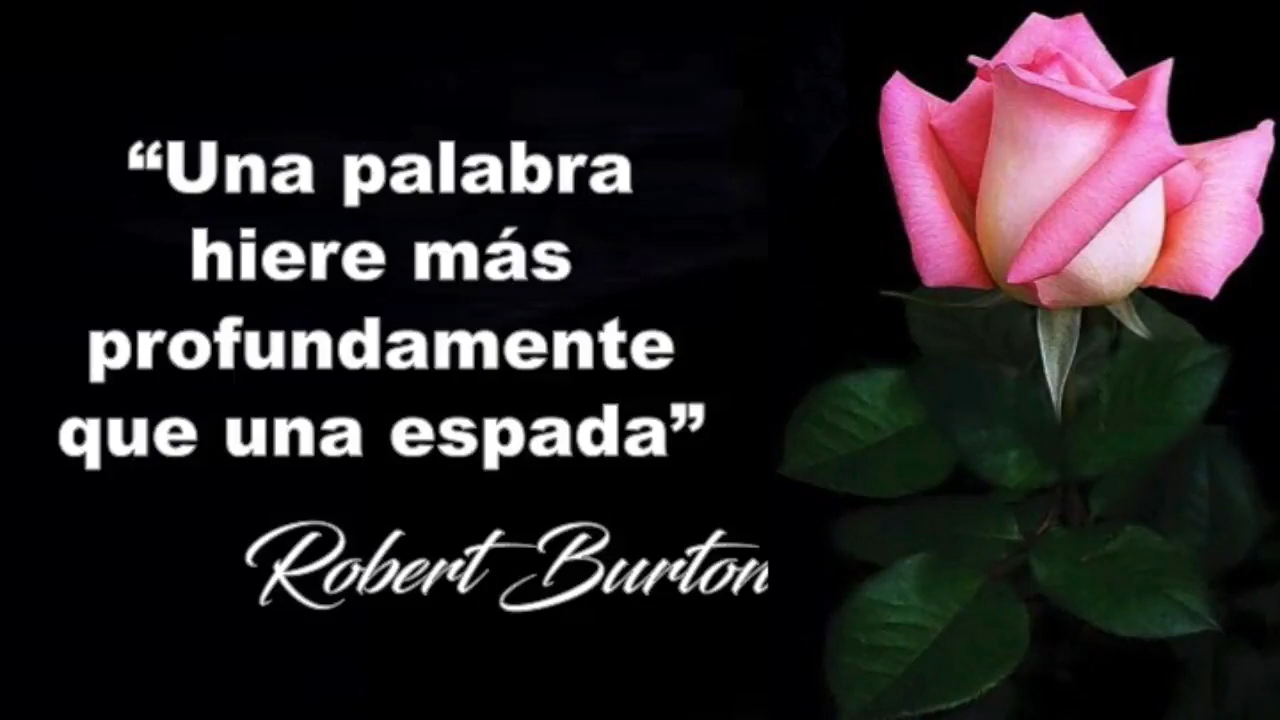 “Una palabra
hiere más
profundamente
que una espada”
Robert Burton